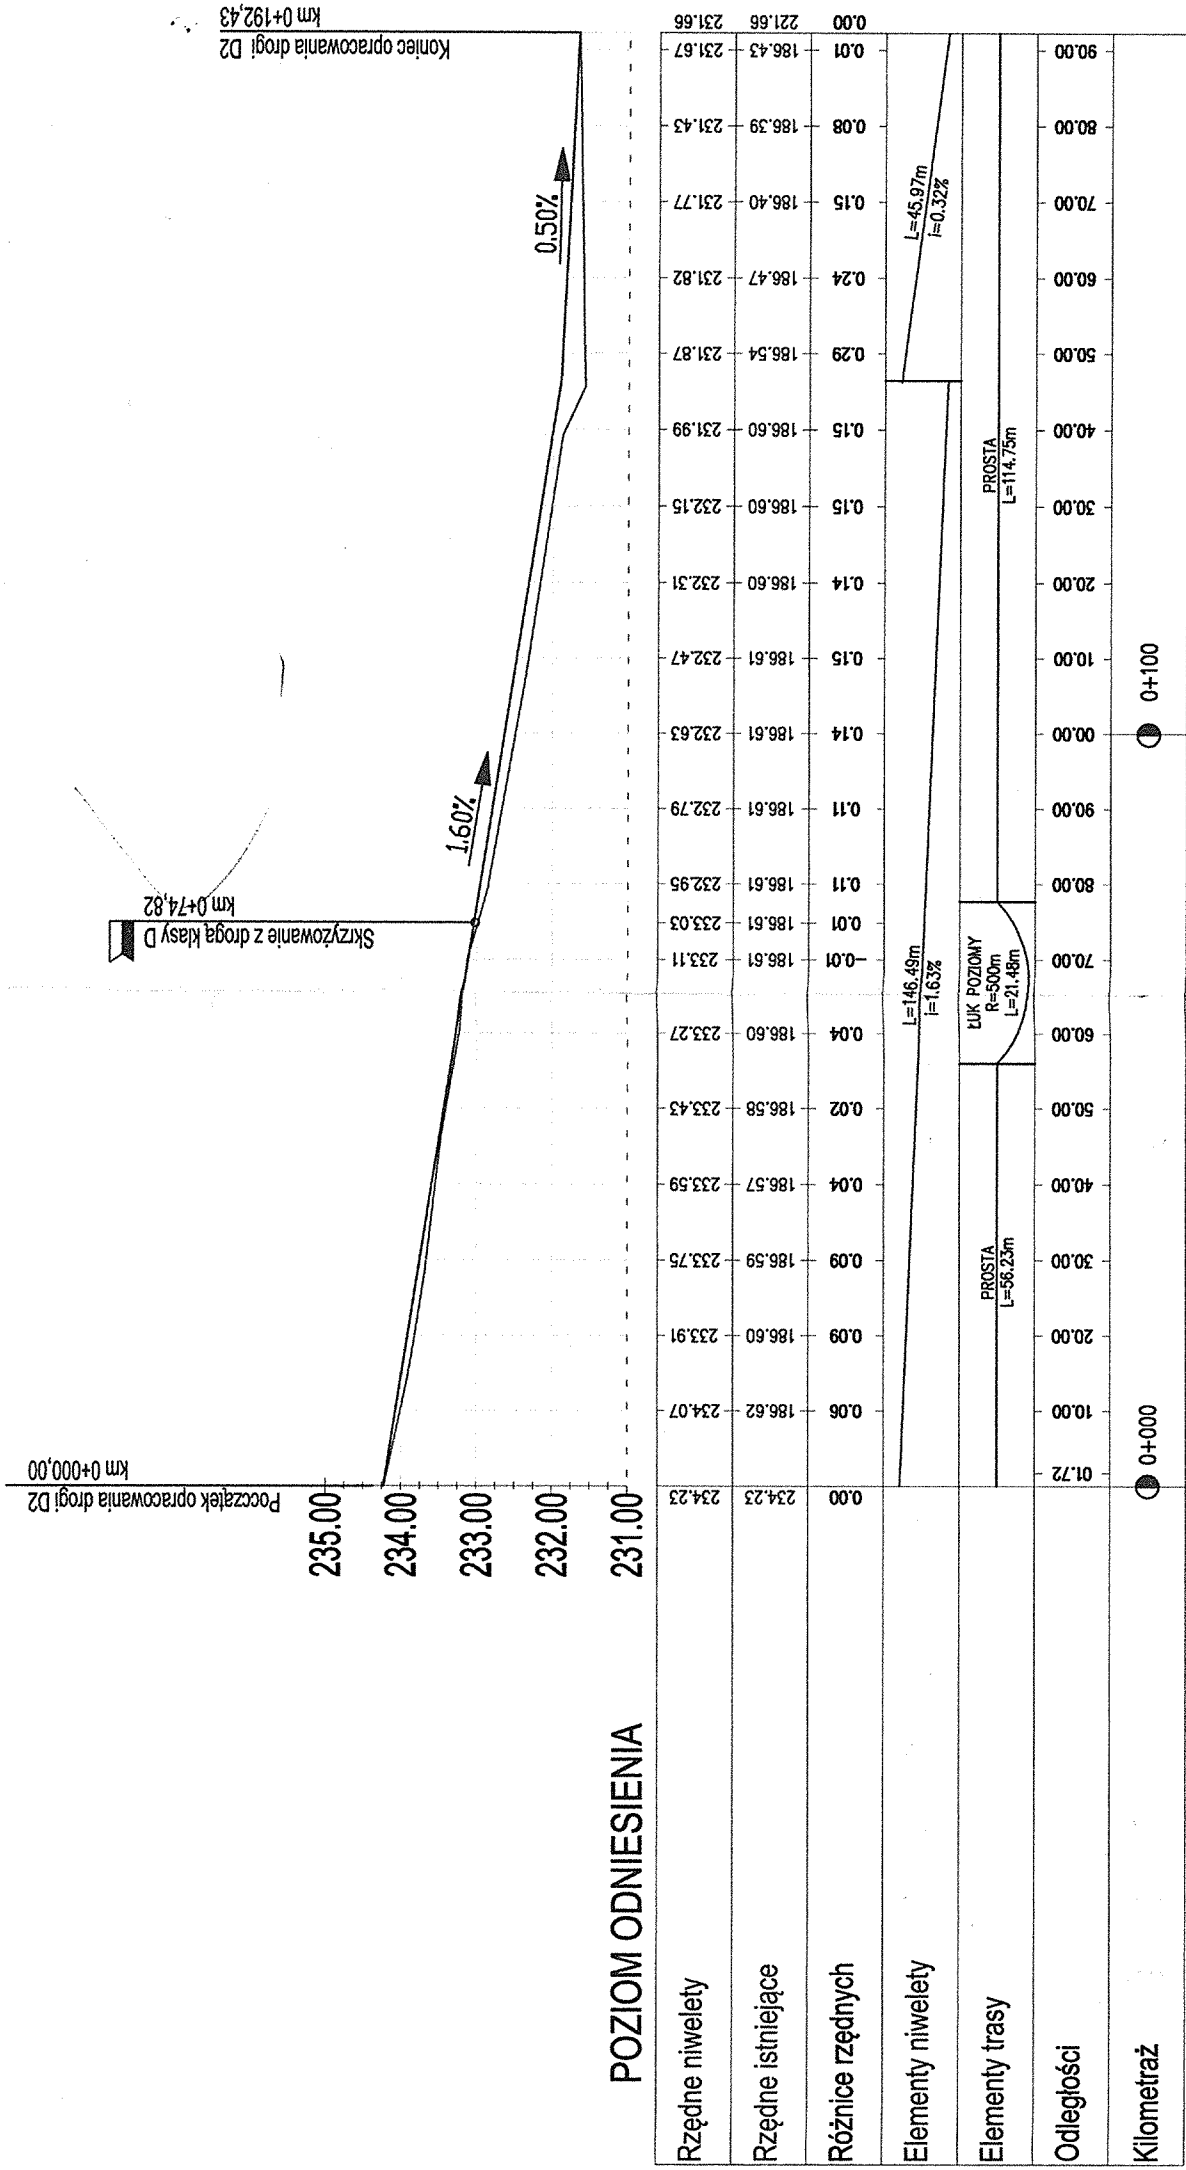 Początek opracowania drogi D2
km 0+000,00
Skrzyżowanie z drogą klasy D
km 0+74,82
Koniec opracowania drogi D2
km 0+192,43
1.60%
0.50%
235.00
234.00
233.00
232.00
231.00
POZIOM ODNIESIENIA
Rzędne niwelety 234.23 234.07 233.91 233.75 233.59 233.43 233.27 233.11 233.03 232.95 232.79 232.63 232.47 232.31 232.15 231.99 231.87 231.82 231.77 231.43 231.67 231.66
Rzędne istniejące 234.23 186.62 186.60 186.59 186.57 186.58 186.60 186.61 186.61 186.61 186.61 186.61 186.61 186.60 186.60 186.60 186.54 186.47 186.40 186.39 186.43 221.66
Różnice rzędnych 0.00 0.06 0.09 0.09 0.04 0.02 0.04 -0.01 0.01 0.11 0.11 0.14 0.15 0.14 0.15 0.15 0.29 0.24 0.15 0.08 0.01 0.00
Elementy niwelety
L=146.49m
i=1.63%
L=45.97m
i=0.32%
Elementy trasy
PROSTA
L=56.23m
ŁUK POZIOMY
R=500m
L=21.48m
PROSTA
L=114.75m
Odległości 01.72 10.00 20.00 30.00 40.00 50.00 60.00 70.00 80.00 90.00 00.00 10.00 20.00 30.00 40.00 50.00 60.00 70.00 80.00 90.00
Kilometraż 0+000 0+100